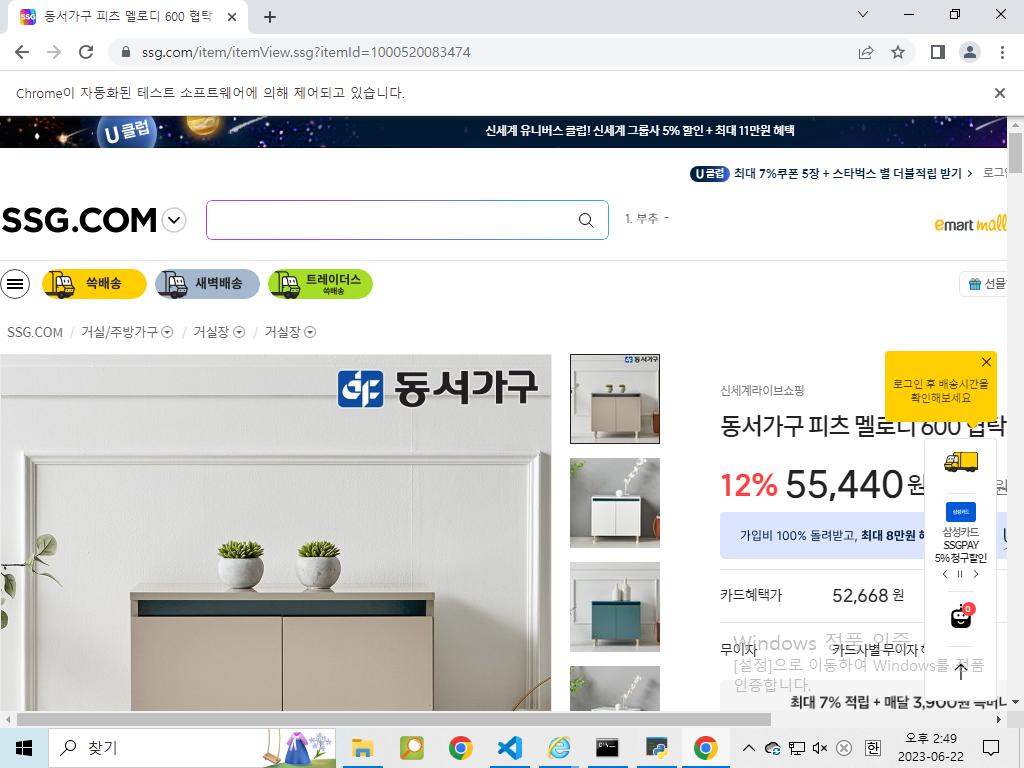 동서가구 피츠 멜로디 600 협탁
ssg.com/item/itemView.ssg?itemId=1000520083474
Chrome이 자동화된 테스트 소프트웨어에 의해 제어되고 있습니다.
U클럽
신세계 유니버스 클럽! 신세계 그룹사 5% 할인 + 최대 11만원 혜택
U클럽 최대 7%쿠폰 5장 + 스타벅스 별 더블적립 받기 > 로그인
SSG.COM
1. 부추 -
emart mall
쓱배송
새벽배송
트레이더스
쓱배송
선물
SSG.COM / 거실/주방가구 / 거실장 / 거실장
동서가구
동서가구
로그인 후 배송시간을
확인해보세요
신세계라이브쇼핑
동서가구 피츠 멜로디 600 협탁
12% 55,440원
원
가입비 100% 돌려받고, 최대 8만원
삼성카드
삼성카드
SSGPAY
5% 청구할인
카드혜택가 52,668 원
0
무이자 카드사별 무이자
Windows 정품 인증
[설정]으로 이동하여 Windows를 정품
인증합니다.
최대 7% 적립 + 매달 3,900원
찾기
한
오후 2:49
2023-06-22